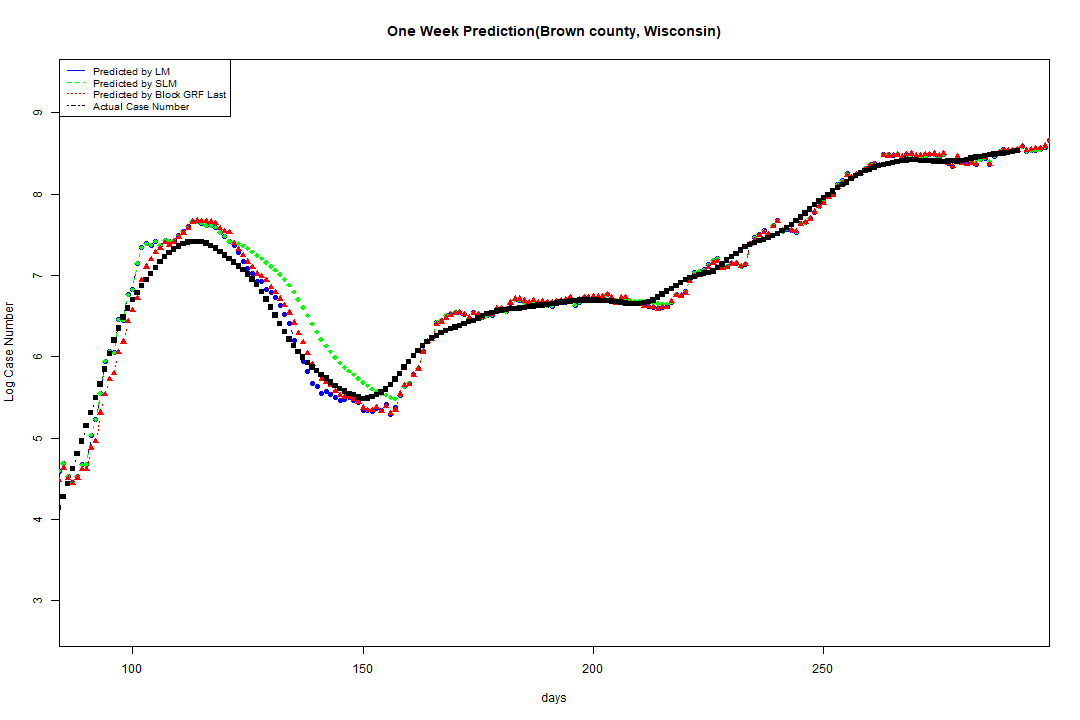 One Week Prediction(Brown county, Wisconsin)
Predicted by LM
Predicted by SLM
Predicted by Block GRF Last
Actual Case Number
9
8
7
6
5
4
3
Log Case Number
100 150 200 250
days